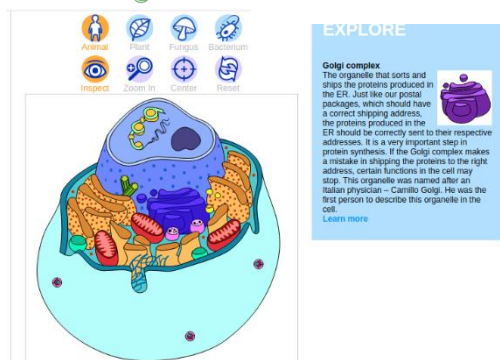 Animal Plant Fungus Bacterium
Inspect Zoom In Center Reset
EXPLORE
Golgi complex
The organelle that sorts and
ships the proteins produced in
the ER. Just like our postal
packages, which should have
a correct shipping address,
the proteins produced in the
ER should be correctly sent to their respective
addresses. It is a very important step in
protein synthesis. If the Golgi complex makes
a mistake in shipping the proteins to the right
address, certain functions in the cell may
stop. This organelle was named after an
Italian physician – Camillo Golgi. He was the
first person to describe this organelle in the
cell.
Learn more